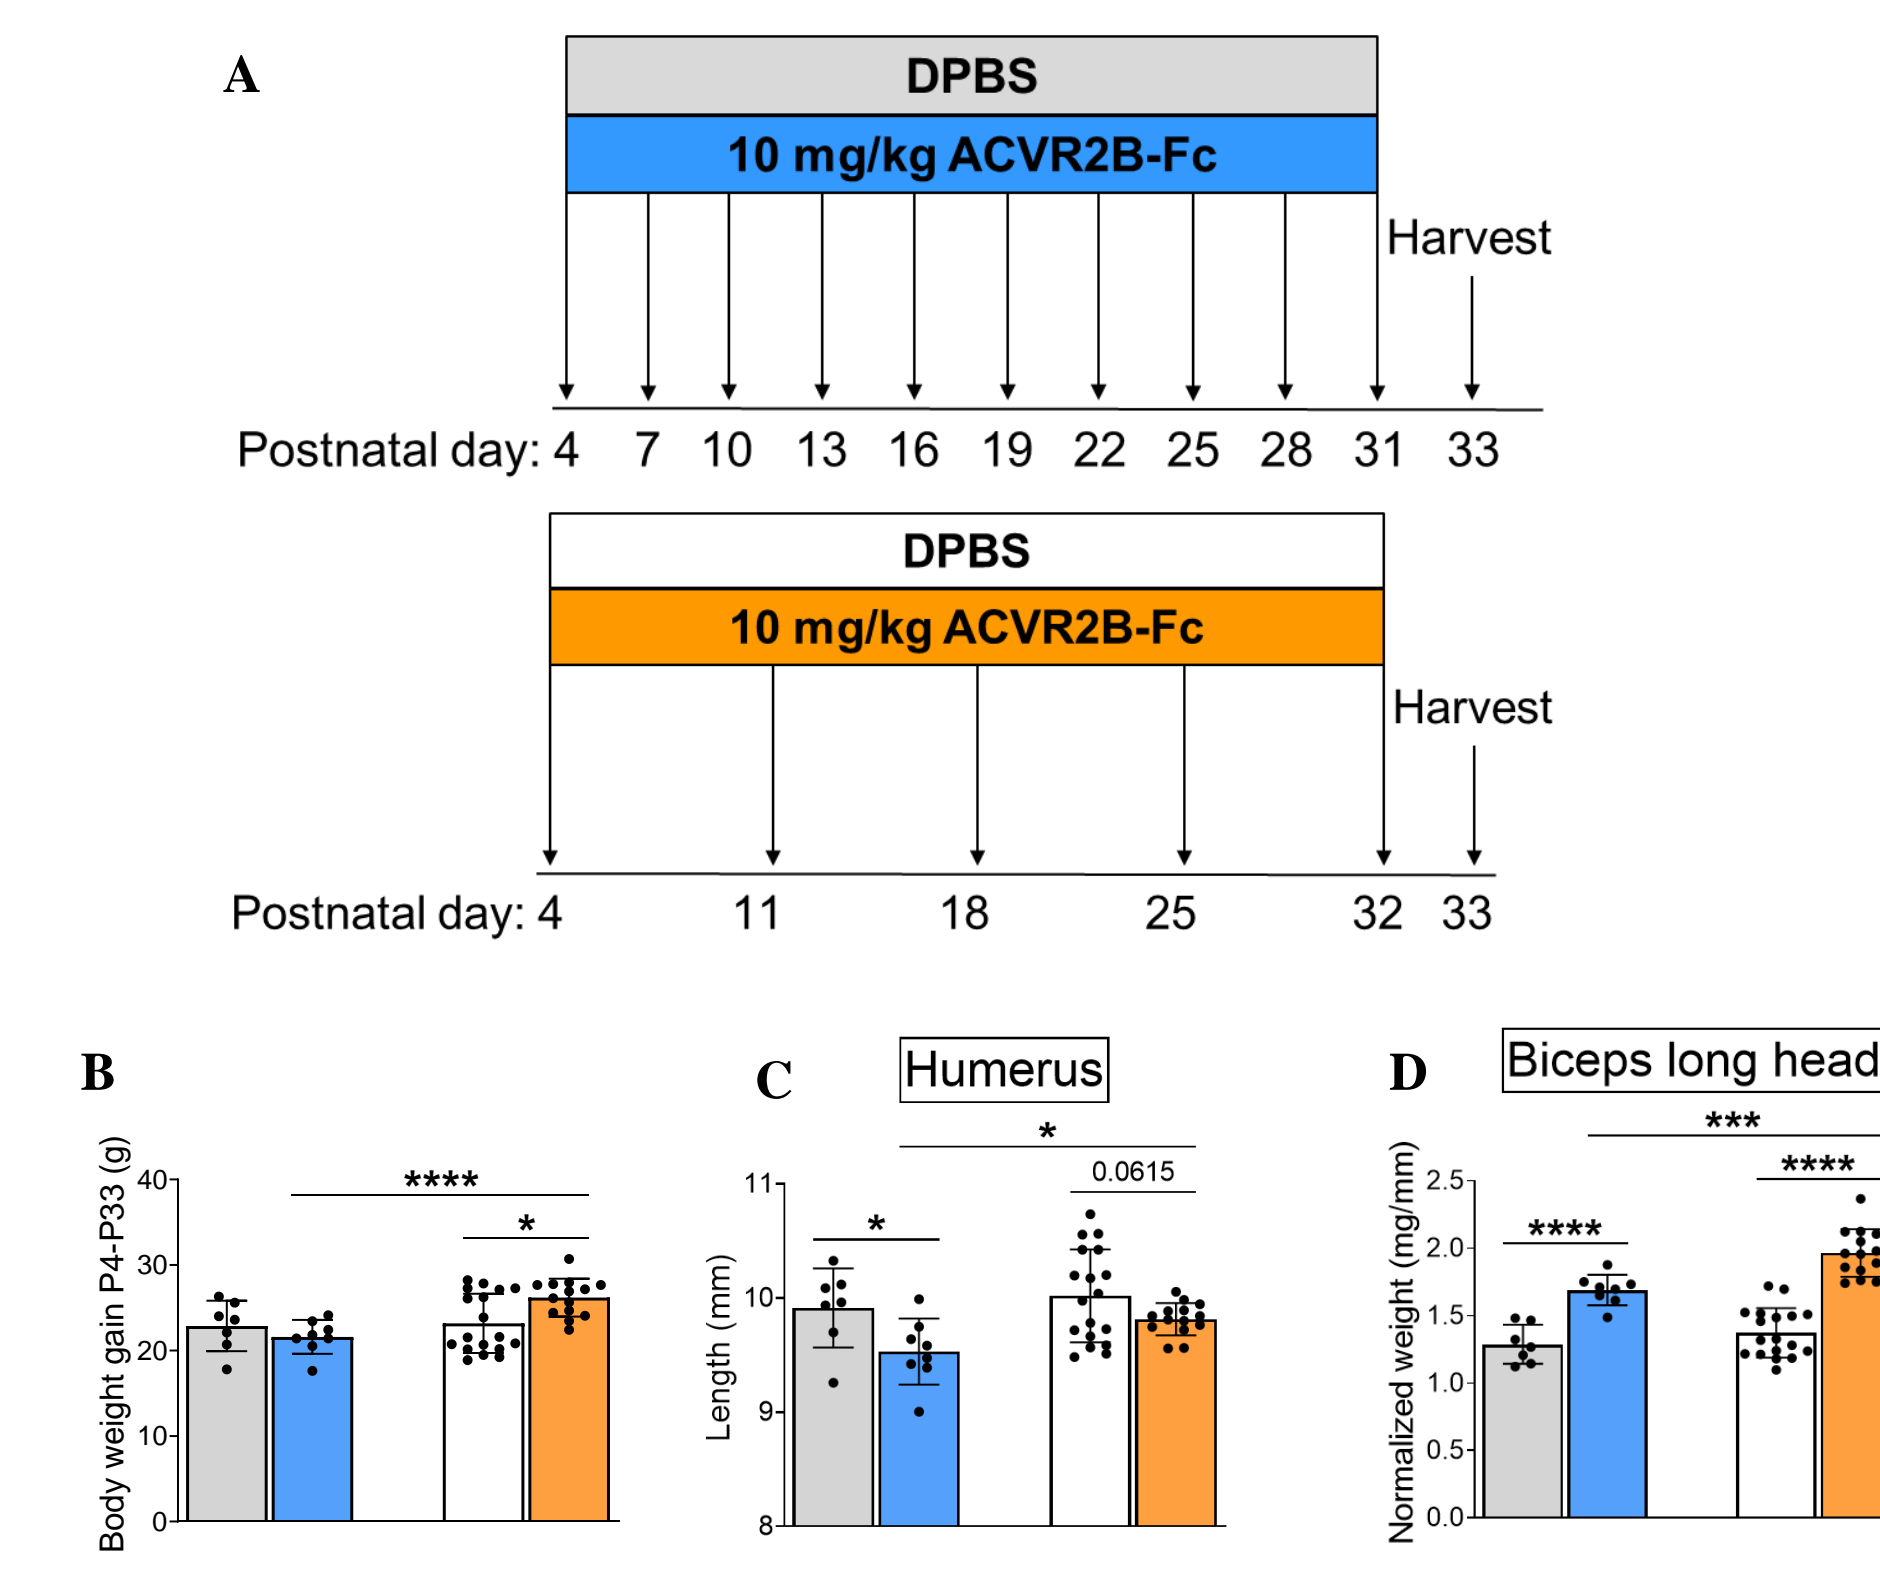 A
DPBS
10 mg/kg ACVR2B-Fc
Harvest
Postnatal day: 4 7 10 13 16 19 22 25 28 31 33
DPBS
10 mg/kg ACVR2B-Fc
Harvest
Postnatal day: 4 11 18 25 32 33
B
Body weight gain P4-P33 (g)
40
30
20
10
0
****
*
C
Humerus
Length (mm)
11
10
9
8
*
*
0.0615
D
Biceps long head
Normalized weight (mg/mm)
2.5
2.0
1.5
1.0
0.5
0.0
***
****
****